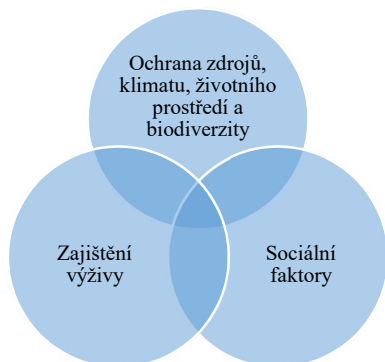 Ochrana zdrojů,
klimatu, životního
prostředí a
biodiverzity
Zajištění
výživy
Sociální
faktory